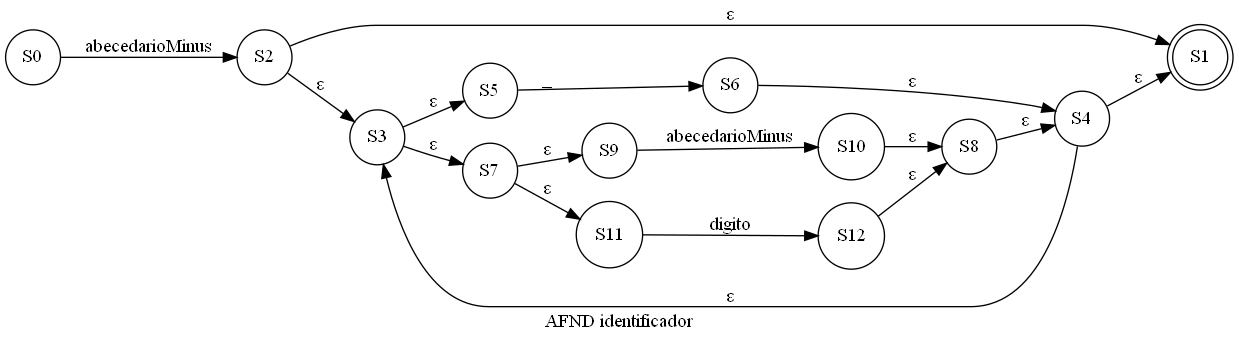 ε
S0 abecedarioMinus S2 S1
ε S5 _ S6 ε ε
ε S3 S4
ε S9 abecedarioMinus S10 ε S8 ε
S7 ε
ε ε
S11 digito S12
ε
AFND identificador